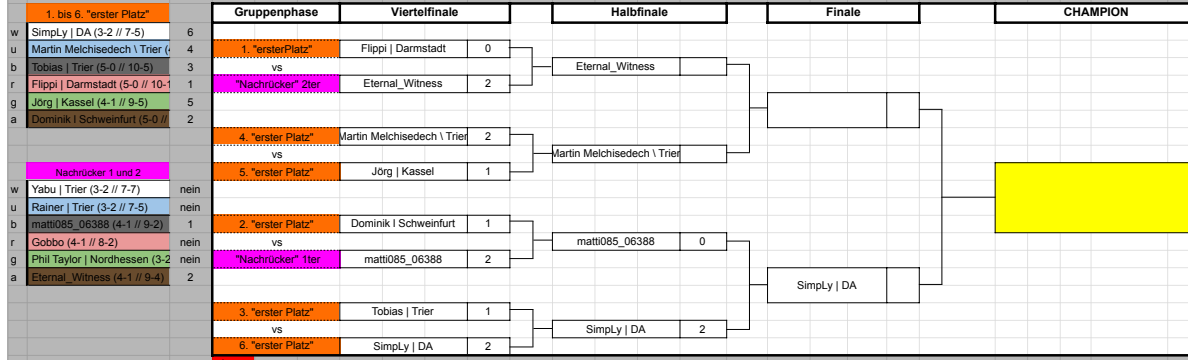 1. bis 6. "erster Platz"
Gruppenphase Viertelfinale Halbfinale Finale CHAMPION
w SimpLy | DA (3-2 // 7-5) 6
u Martin Melchisedech \ Trier (4 4 1. "ersterPlatz" Flippi | Darmstadt 0
b Tobias | Trier (5-0 // 10-5) 3 vs Eternal_Witness
r Flippi | Darmstadt (5-0 // 10-1 1 "Nachrücker" 2ter Eternal_Witness 2
g Jörg | Kassel (4-1 // 9-5) 5
a Dominik l Schweinfurt (5-0 // 2
4. "erster Platz" Martin Melchisedech \ Trier 2
vs Martin Melchisedech \ Trier
Nachrücker 1 und 2 5. "erster Platz" Jörg | Kassel 1
w Yabu | Trier (3-2 // 7-7) nein
u Rainer | Trier (3-2 // 7-5) nein
b matti085_06388 (4-1 // 9-2) 1 2. "erster Platz" Dominik l Schweinfurt 1
r Gobbo (4-1 // 8-2) nein vs matti085_06388 0
g Phil Taylor | Nordhessen (3-2 nein "Nachrücker" 1ter matti085_06388 2
a Eternal_Witness (4-1 // 9-4) 2
SimpLy | DA
3. "erster Platz" Tobias | Trier 1
vs SimpLy | DA 2
6. "erster Platz" SimpLy | DA 2